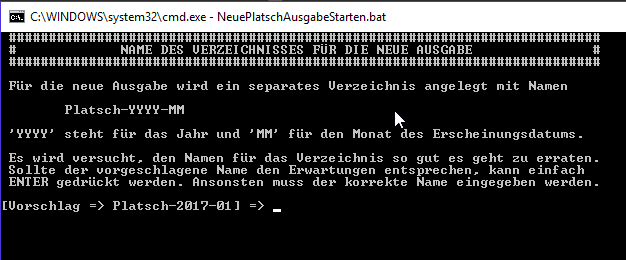 C:\WINDOWS\system32\cmd.exe - NeuePlatschAusgabeStarten.bat
##########################################################################
# NAME DES VERZEICHNISSES FÜR DIE NEUE AUSGABE #
##########################################################################
Für die neue Ausgabe wird ein separates Verzeichnis angelegt mit Namen
Platsch-YYYY-MM
'YYYY' steht für das Jahr und 'MM' für den Monat des Erscheinungsdatums.
Es wird versucht, den Namen für das Verzeichnis so gut es geht zu erraten.
Sollte der vorgeschlagene Name den Erwartungen entsprechen, kann einfach
ENTER gedrückt werden. Ansonsten muss der korrekte Name eingegeben werden.
[Vorschlag => Platsch-2017-01] => _